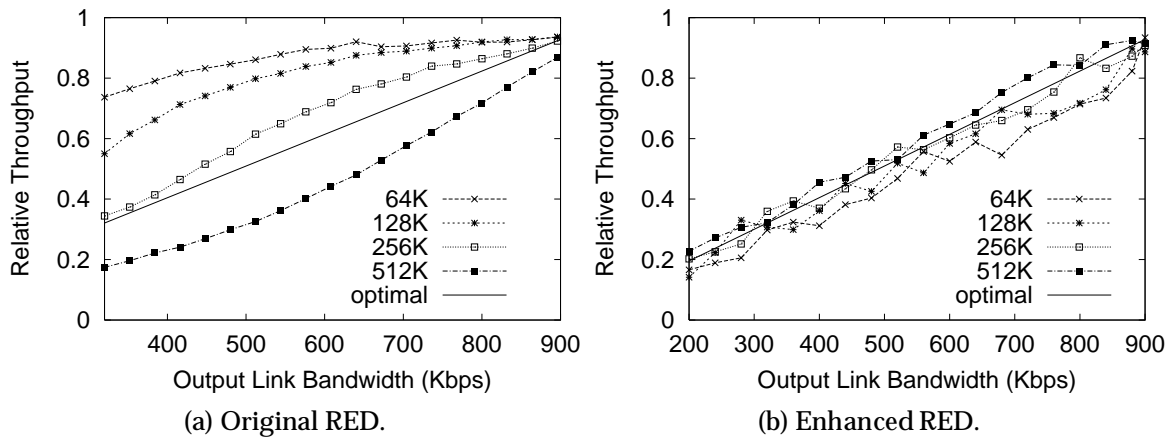 1
0.8
0.6
0.4
0.2
0
Relative Throughput
64K
128K
256K
512K
optimal
400 500 600 700 800 900
Output Link Bandwidth (Kbps)
(a) Original RED.
1
0.8
0.6
0.4
0.2
0
Relative Throughput
64K
128K
256K
512K
optimal
200 300 400 500 600 700 800 900
Output Link Bandwidth (Kbps)
(b) Enhanced RED.